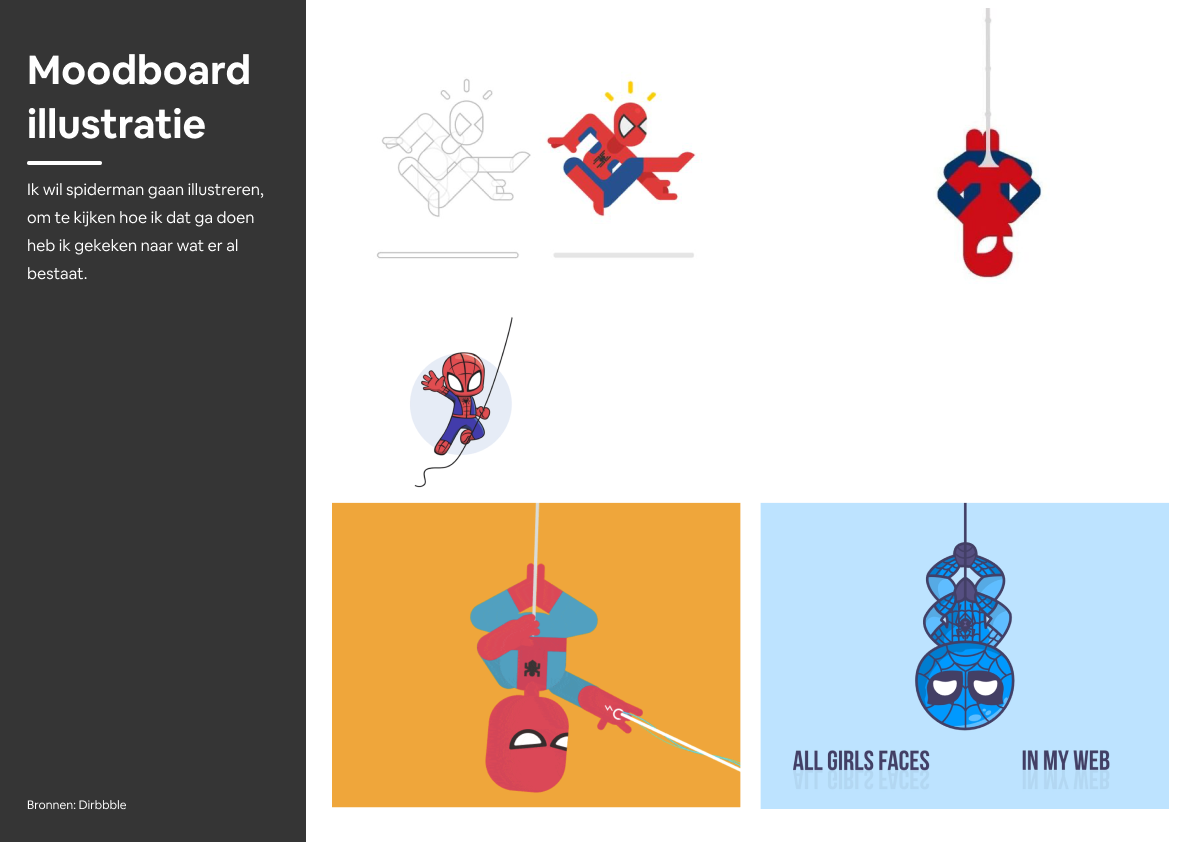 Moodboard
illustratie
Ik wil spiderman gaan illustreren,
om te kijken hoe ik dat ga doen
heb ik gekeken naar wat er al
bestaat.
ALL GIRLS FACES
IN MY WEB
Bronnen: Dirbbble